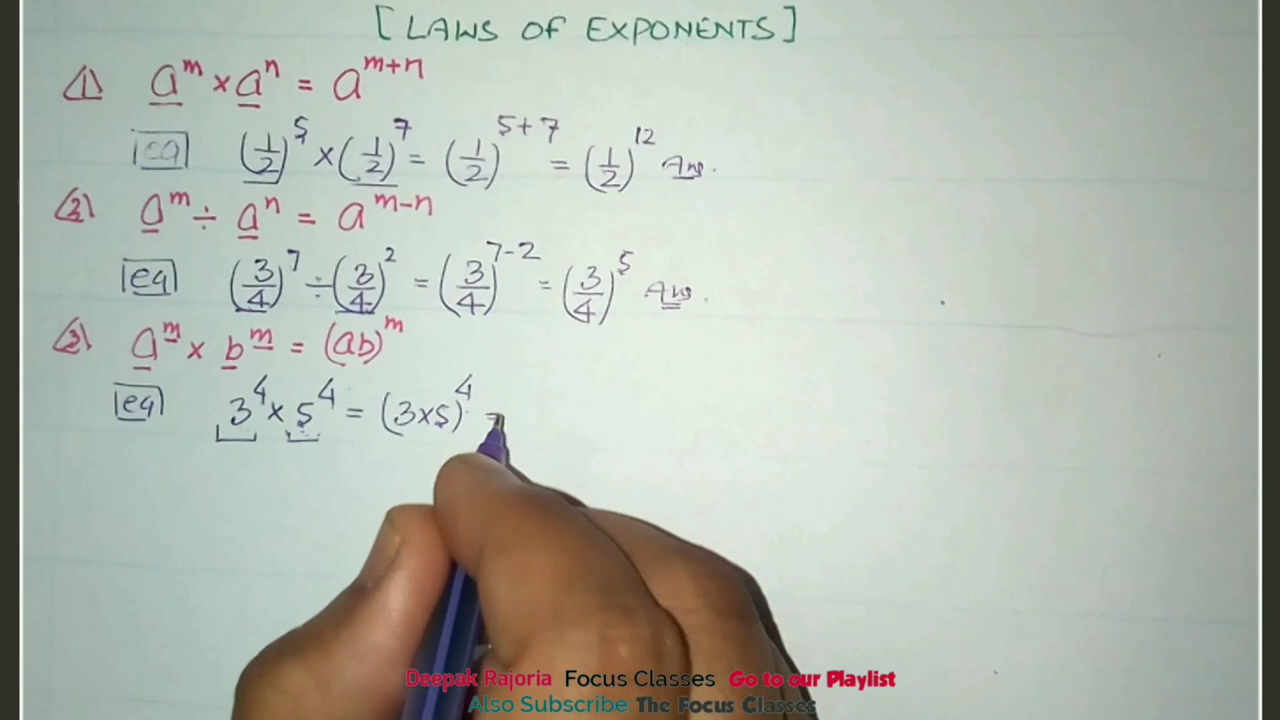 [LAWS OF EXPONENTS]
(1) a^m × a^n = a^(m+n)
eg (1/2)^5 × (1/2)^7 = (1/2)^(5+7) = (1/2)^12 Ans.
(2) a^m ÷ a^n = a^(m-n)
eg (3/4)^7 ÷ (3/4)^2 = (3/4)^(7-2) = (3/4)^5 Ans.
(3) a^m × b^m = (ab)^m
eg 3^4 × 5^4 = (3×5)^4 =
Deepak Rajoria Focus Classes Go to our Playlist
Also Subscribe The Focus Classes